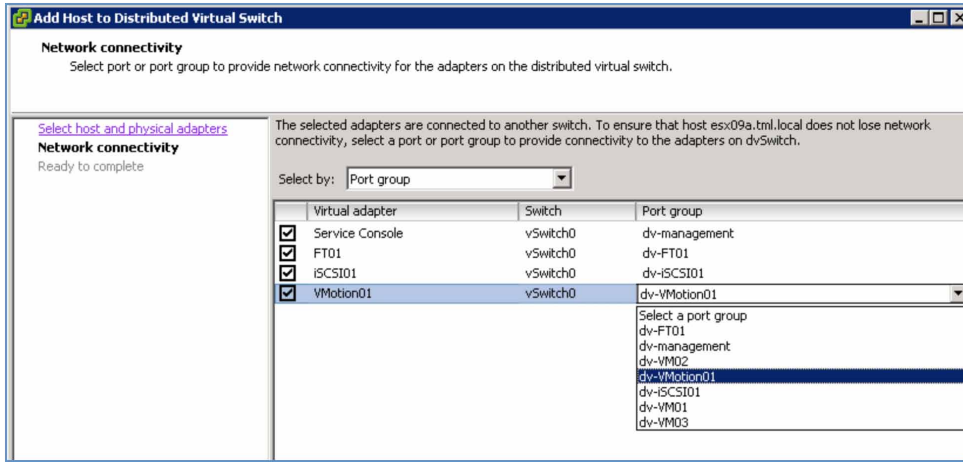 Add Host to Distributed Virtual Switch
Network connectivity
Select port or port group to provide network connectivity for the adapters on the distributed virtual switch.
Select host and physical adapters
Network connectivity
Ready to complete
The selected adapters are connected to another switch. To ensure that host esx09a.tml.local does not lose network
connectivity, select a port or port group to provide connectivity to the adapters on dvSwitch.
Select by: Port group
Virtual adapter Switch Port group
Service Console vSwitch0 dv-management
FT01 vSwitch0 dv-FT01
iSCSI01 vSwitch0 dv-iSCSI01
VMotion01 vSwitch0 dv-VMotion01
Select a port group
dv-FT01
dv-management
dv-VM02
dv-VMotion01
dv-iSCSI01
dv-VM01
dv-VM03